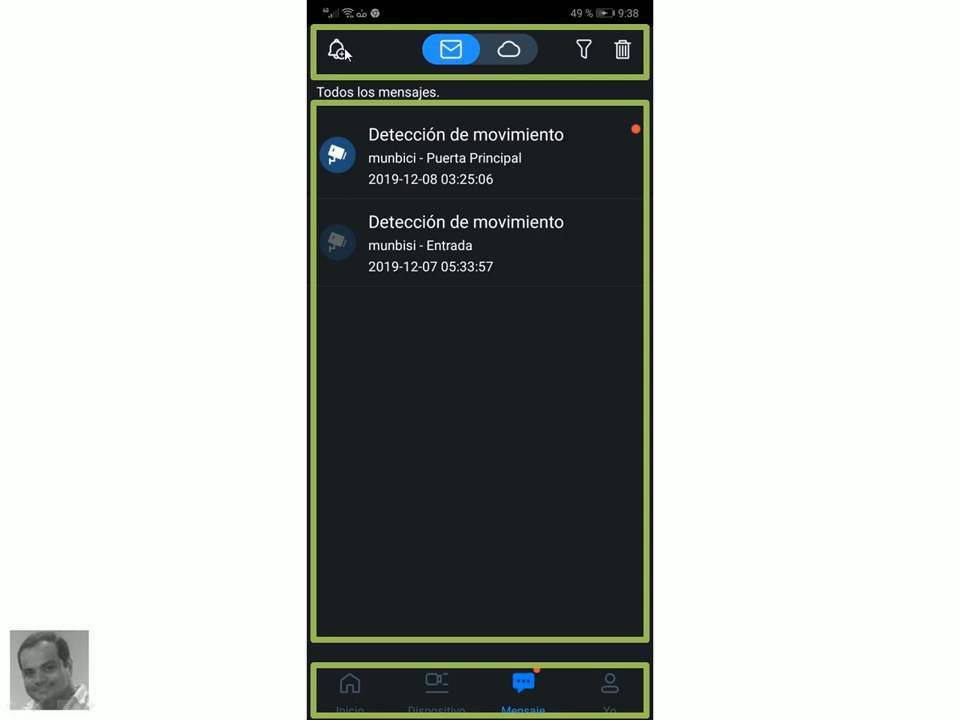 4G 49 % 9:38
Todos los mensajes.
Detección de movimiento
munbici - Puerta Principal
2019-12-08 03:25:06
Detección de movimiento
munbisi - Entrada
2019-12-07 05:33:57
Inicio Dispositivo Mensaje Yo